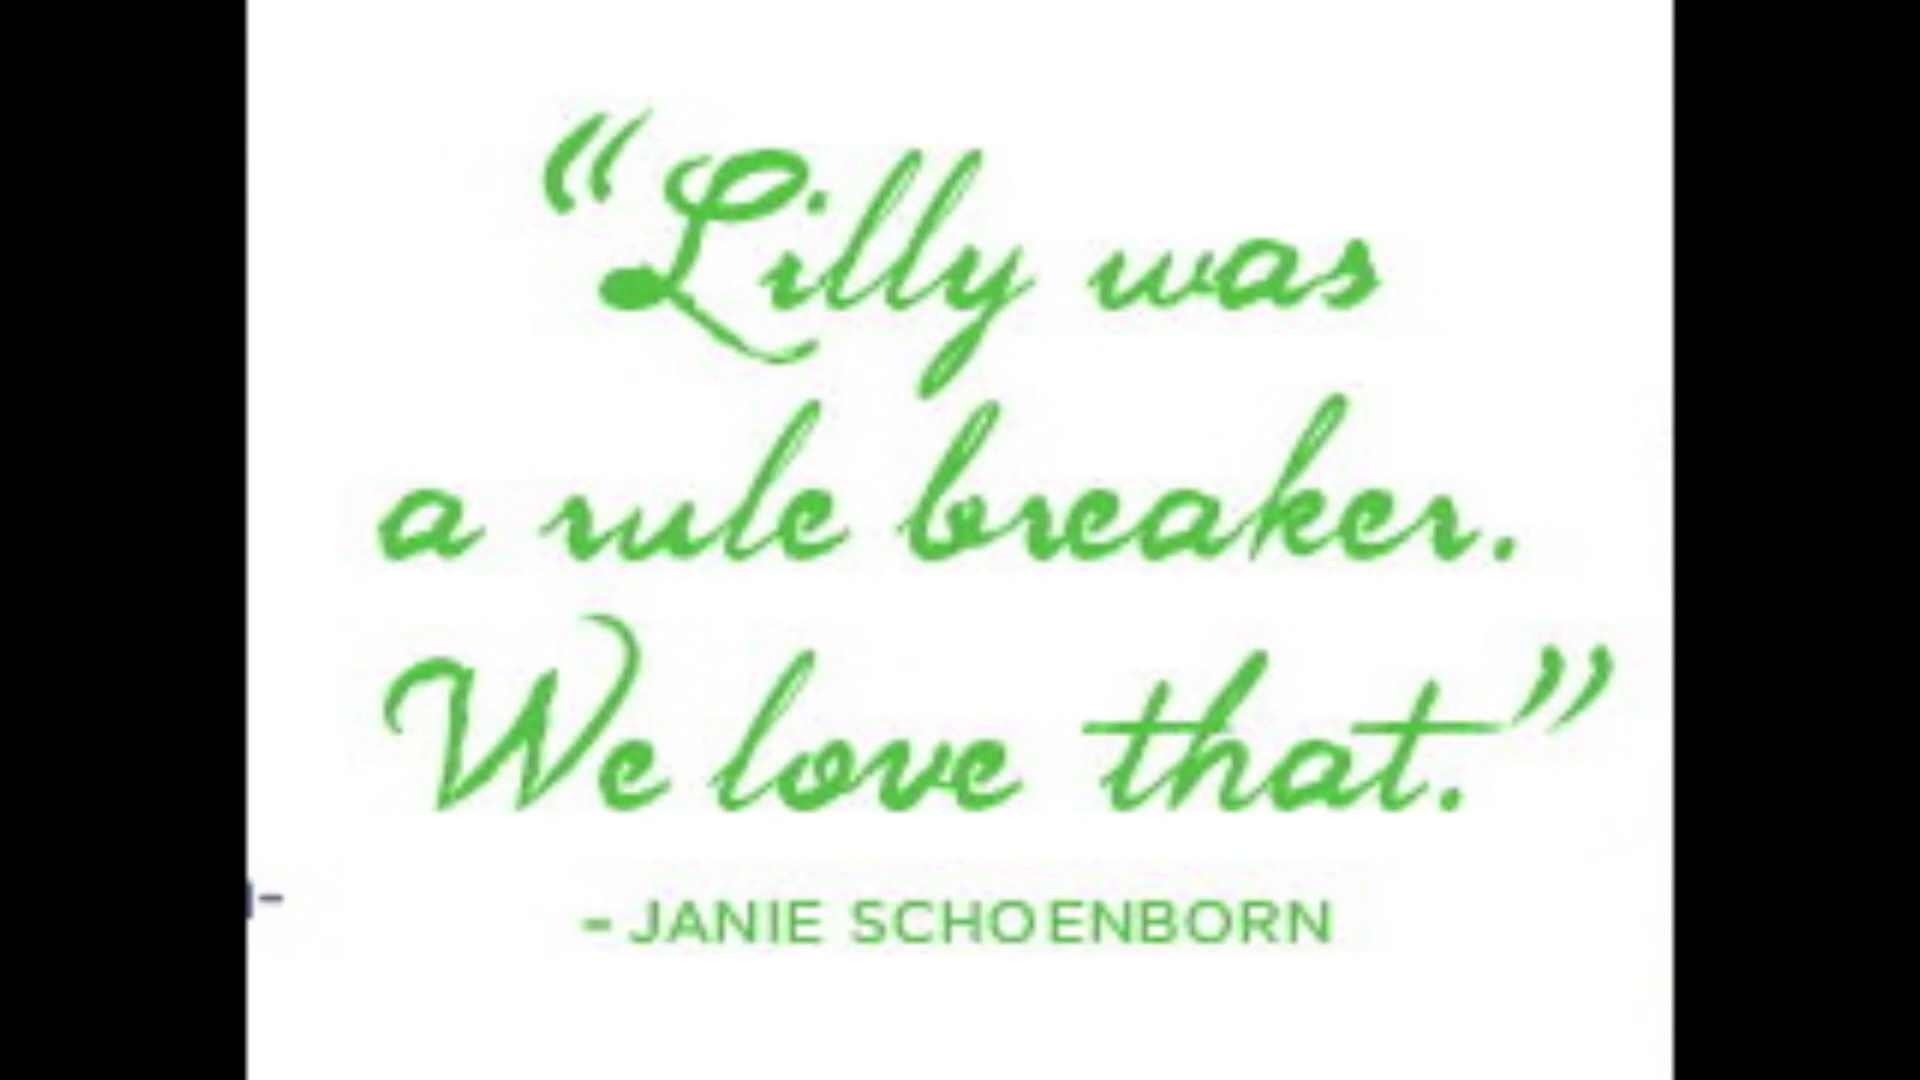 “Lilly was
a rule breaker.
We love that.”
- JANIE SCHOENBORN